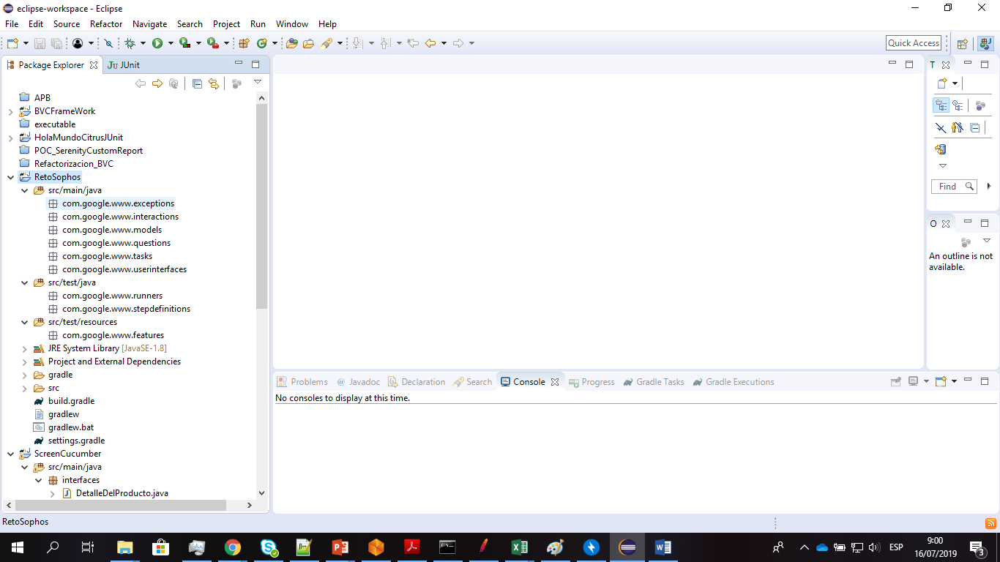 eclipse-workspace - Eclipse
File Edit Source Refactor Navigate Search Project Run Window Help
Quick Access
Package Explorer JUnit
APB
BVCFrameWork
executable
HolaMundoCitrusJUnit
POC_SerenityCustomReport
Refactorizacion_BVC
RetoSophos
src/main/java
com.google.www.exceptions
com.google.www.interactions
com.google.www.models
com.google.www.questions
com.google.www.tasks
com.google.www.userinterfaces
src/test/java
com.google.www.runners
com.google.www.stepdefinitions
src/test/resources
com.google.www.features
JRE System Library [JavaSE-1.8]
Project and External Dependencies
gradle
src
build.gradle
gradlew
gradlew.bat
settings.gradle
ScreenCucumber
src/main/java
interfaces
DetalleDelProducto.java
T
Find
O
An outline is not
available.
Problems @ Javadoc Declaration Search Console Progress Gradle Tasks Gradle Executions
No consoles to display at this time.
RetoSophos
ESP
9:00
16/07/2019
3